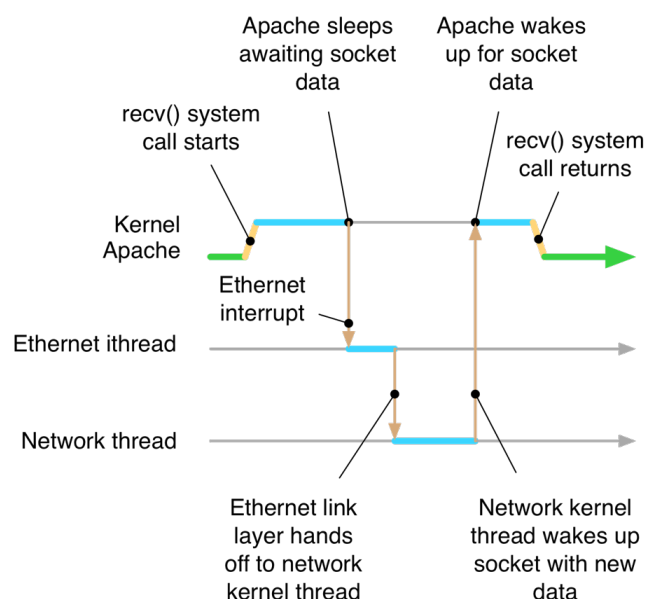 Apache sleeps
awaiting socket
data
Apache wakes
up for socket
data
recv() system
call starts
recv() system
call returns
Kernel
Apache
Ethernet
interrupt
Ethernet ithread
Network thread
Ethernet link
layer hands
off to network
kernel thread
Network kernel
thread wakes up
socket with new
data